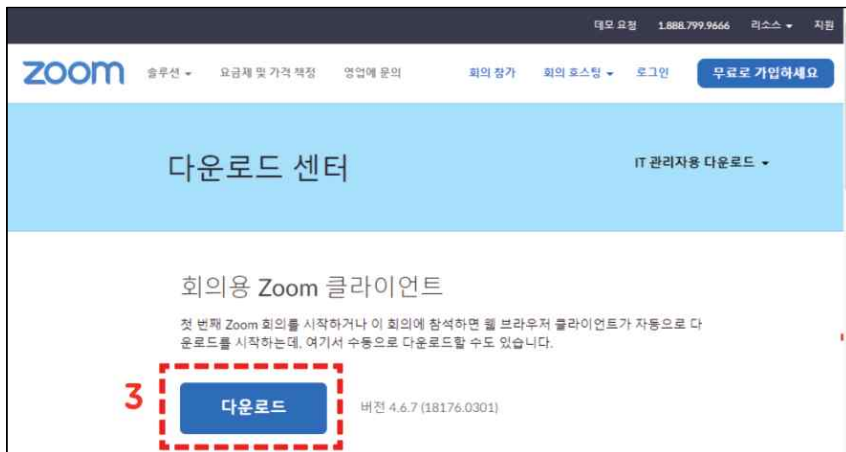 데모 요청 1.888.799.9666 리소스 지원
zoom 솔루션 요금제 및 가격 책정 영업에 문의 회의 참가 회의 호스팅 로그인 무료로 가입하세요
다운로드 센터 IT 관리자용 다운로드
회의용 Zoom 클라이언트
첫 번째 Zoom 회의를 시작하거나 이 회의에 참석하면 웹 브라우저 클라이언트가 자동으로 다
운로드를 시작하는데, 여기서 수동으로 다운로드할 수도 있습니다.
3 다운로드 버전 4.6.7 (18176.0301)